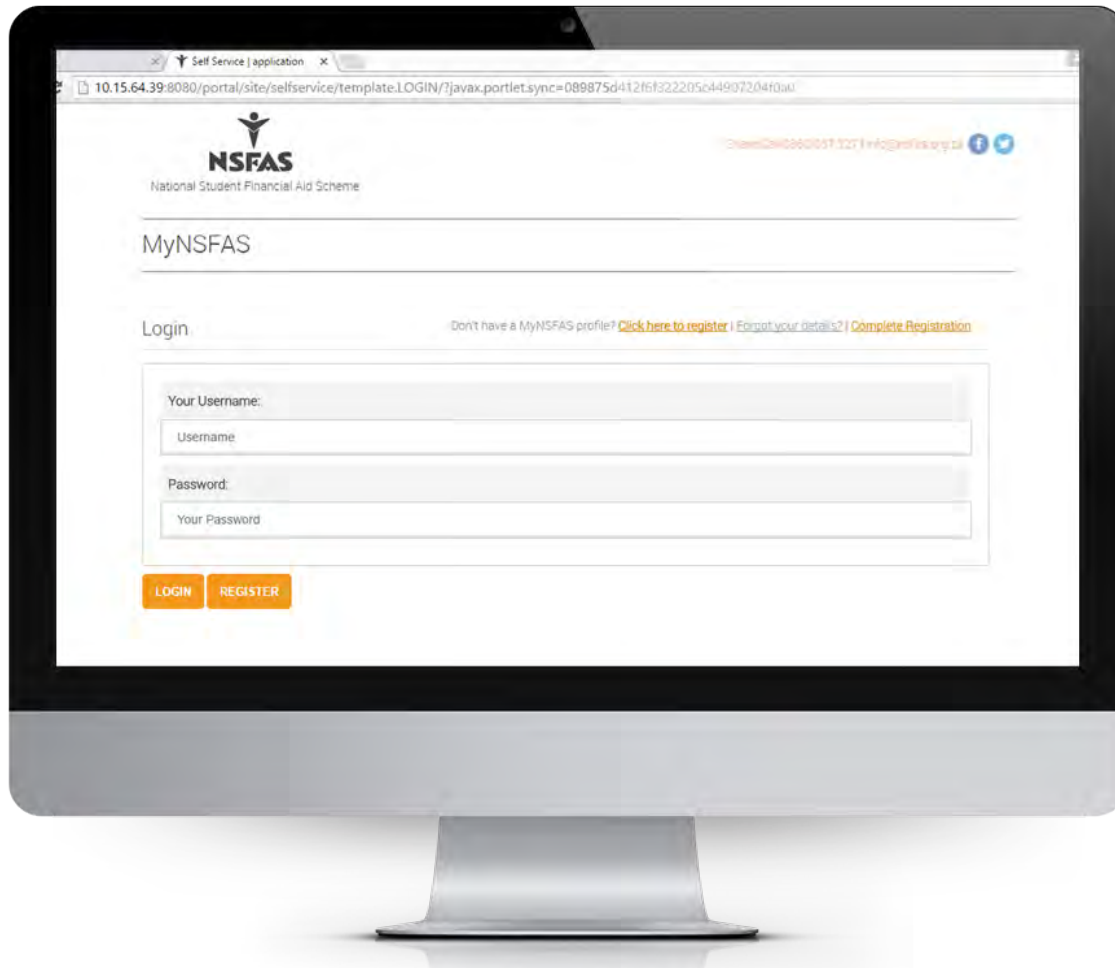 Self Service | application
10.15.64.39:8080/portal/site/selfservice/template.LOGIN/?javax.portlet.sync=
NSFAS
National Student Financial Aid Scheme
MyNSFAS
Login
Don't have a MyNSFAS profile? Click here to register | Forgot your details? | Complete Registration
Your Username:
Username
Password:
Your Password
LOGIN REGISTER